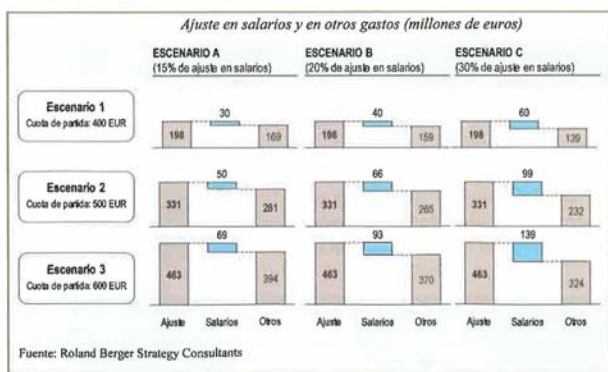 Ajuste en salarios y en otros gastos (millones de euros)
ESCENARIO A ESCENARIO B ESCENARIO C
(15% de ajuste en salarios) (20% de ajuste en salarios) (30% de ajuste en salarios)
Escenario 1
Cuota de partida: 400 EUR
30 40 60
198 169 198 159 198 139
Escenario 2
Cuota de partida: 500 EUR
50 66 99
331 281 331 265 331 232
Escenario 3
Cuota de partida: 600 EUR
69 93 139
463 394 463 370 463 324
Ajuste Salarios Otros Ajuste Salarios Otros Ajuste Salarios Otros
Fuente: Roland Berger Strategy Consultants